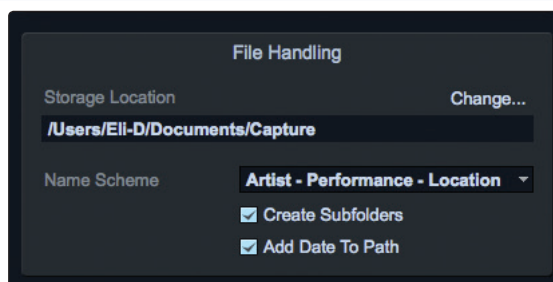 File Handling
Storage Location Change...
/Users/Eli-D/Documents/Capture
Name Scheme Artist - Performance - Location
Create Subfolders
Add Date To Path